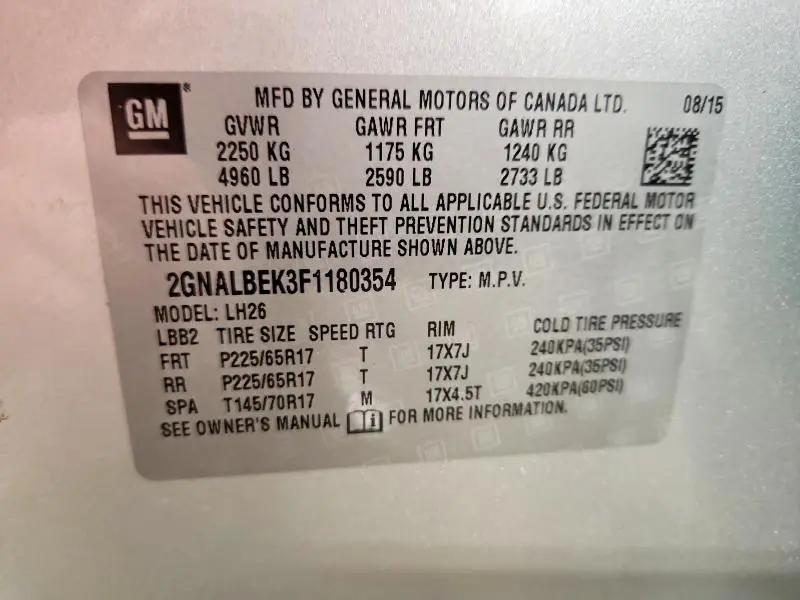 GM®
MFD BY GENERAL MOTORS OF CANADA LTD. 08/15
GVWR GAWR FRT GAWR RR
2250 KG 1175 KG 1240 KG
4960 LB 2590 LB 2733 LB
THIS VEHICLE CONFORMS TO ALL APPLICABLE U.S. FEDERAL MOTOR
VEHICLE SAFETY AND THEFT PREVENTION STANDARDS IN EFFECT ON
THE DATE OF MANUFACTURE SHOWN ABOVE.
2GNALBEK3F1180354 TYPE: M.P.V.
MODEL: LH26
LBB2 TIRE SIZE SPEED RTG RIM COLD TIRE PRESSURE
FRT P225/65R17 T 17X7J 240KPA(35PSI)
RR P225/65R17 T 17X7J 240KPA(35PSI)
SPA T145/70R17 M 17X4.5T 420KPA(60PSI)
SEE OWNER'S MANUAL i FOR MORE INFORMATION.